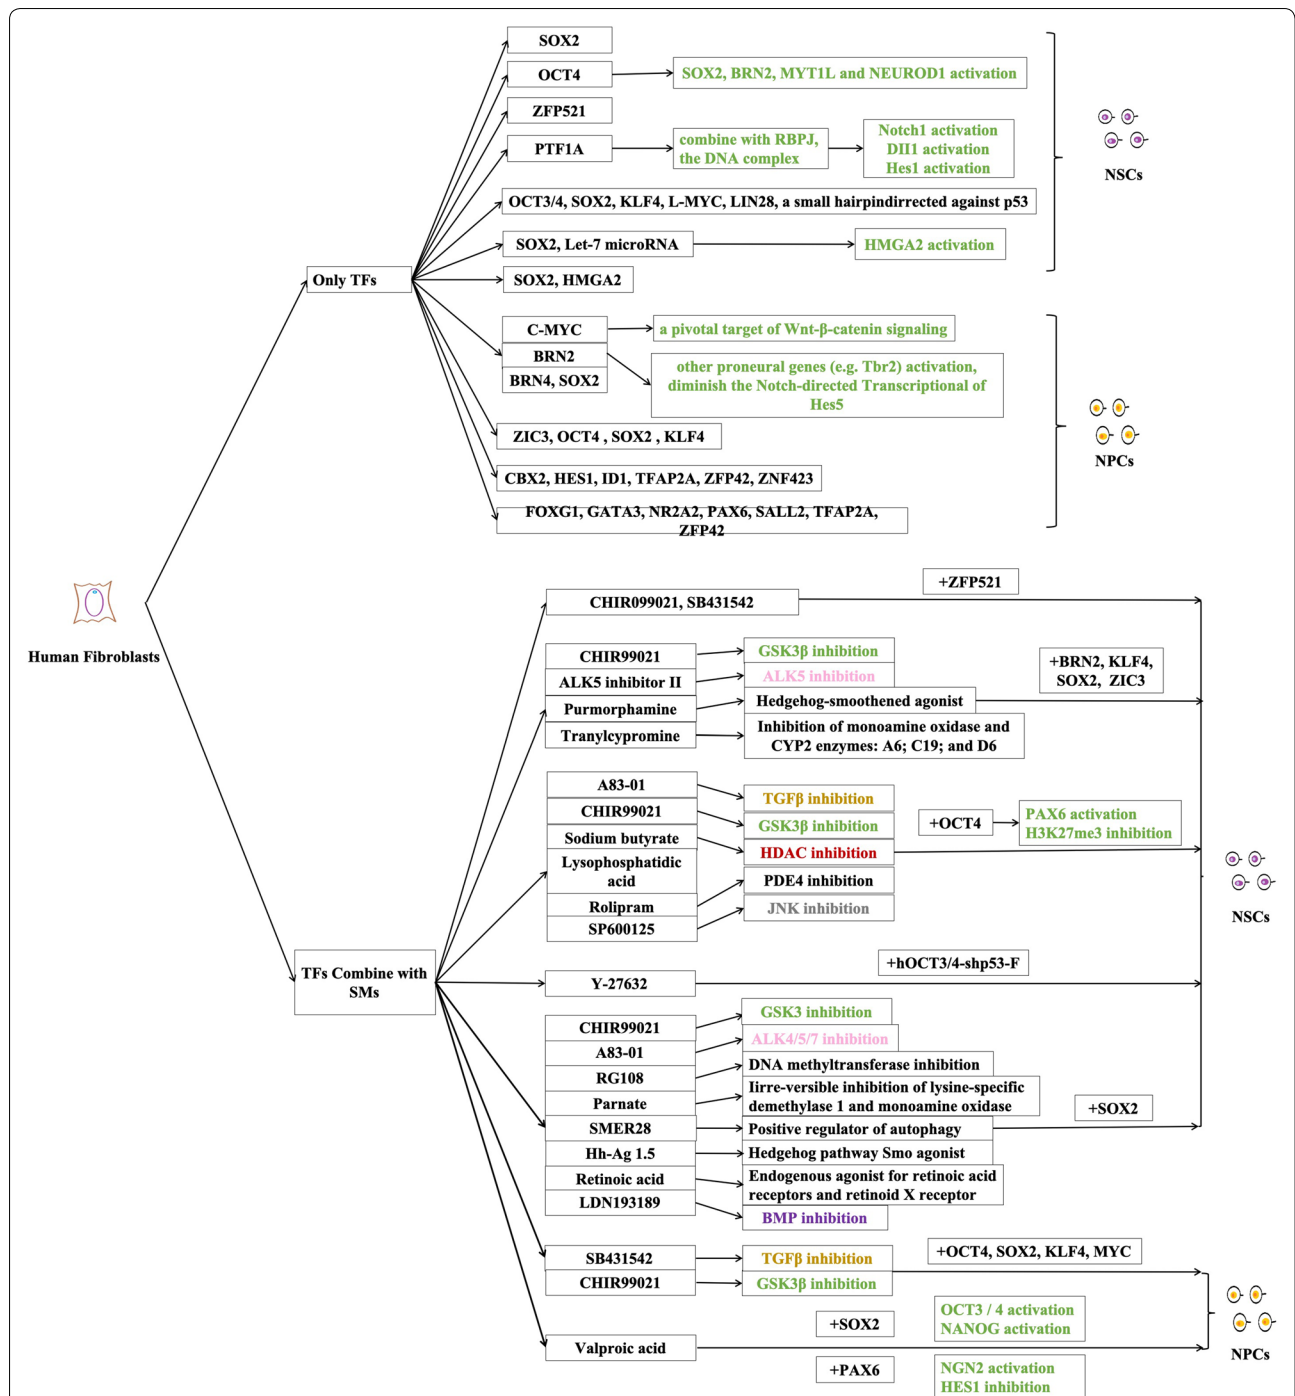 SOX2
OCT4
SOX2, BRN2, MYT1L and NEUROD1 activation
ZFP521
PTF1A
combine with RBPJ,
the DNA complex
Notch1 activation
DII1 activation
Hes1 activation
NSCs
OCT3/4, SOX2, KLF4, L-MYC, LIN28, a small hairpindirrected against p53
SOX2, Let-7 microRNA
HMGA2 activation
Only TFs
SOX2, HMGA2
C-MYC
a pivotal target of Wnt-β-catenin signaling
BRN2
BRN4, SOX2
other proneural genes (e.g. Tbr2) activation,
diminish the Notch-directed Transcriptional of
Hes5
ZIC3, OCT4 , SOX2 , KLF4
NPCs
CBX2, HES1, ID1, TFAP2A, ZFP42, ZNF423
FOXG1, GATA3, NR2A2, PAX6, SALL2, TFAP2A,
ZFP42
Human Fibroblasts
CHIR099021, SB431542
+ZFP521
CHIR99021
GSK3β inhibition
ALK5 inhibitor II
ALK5 inhibition
Purmorphamine
Hedgehog-smoothened agonist
Tranylcypromine
Inhibition of monoamine oxidase and
CYP2 enzymes: A6; C19; and D6
+BRN2, KLF4,
SOX2, ZIC3
A83-01
TGFβ inhibition
CHIR99021
GSK3β inhibition
Sodium butyrate
HDAC inhibition
Lysophosphatidic
acid
PDE4 inhibition
Rolipram
JNK inhibition
SP600125
+OCT4
PAX6 activation
H3K27me3 inhibition
NSCs
TFs Combine with
SMs
Y-27632
+hOCT3/4-shp53-F
CHIR99021
GSK3 inhibition
A83-01
ALK4/5/7 inhibition
RG108
DNA methyltransferase inhibition
Parnate
Iirre-versible inhibition of lysine-specific
demethylase 1 and monoamine oxidase
SMER28
Positive regulator of autophagy
+SOX2
Hh-Ag 1.5
Hedgehog pathway Smo agonist
Retinoic acid
Endogenous agonist for retinoic acid
receptors and retinoid X receptor
LDN193189
BMP inhibition
SB431542
TGFβ inhibition
+OCT4, SOX2, KLF4, MYC
CHIR99021
GSK3β inhibition
+SOX2
OCT3 / 4 activation
NANOG activation
Valproic acid
NPCs
+PAX6
NGN2 activation
HES1 inhibition